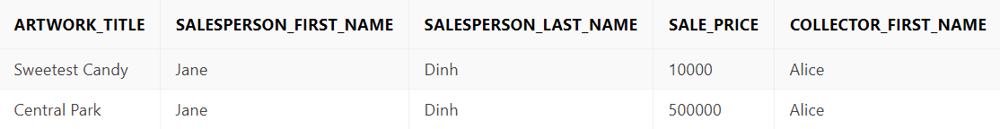 ARTWORK_TITLE SALESPERSON_FIRST_NAME SALESPERSON_LAST_NAME SALE_PRICE COLLECTOR_FIRST_NAME
Sweetest Candy Jane Dinh 10000 Alice
Central Park Jane Dinh 500000 Alice